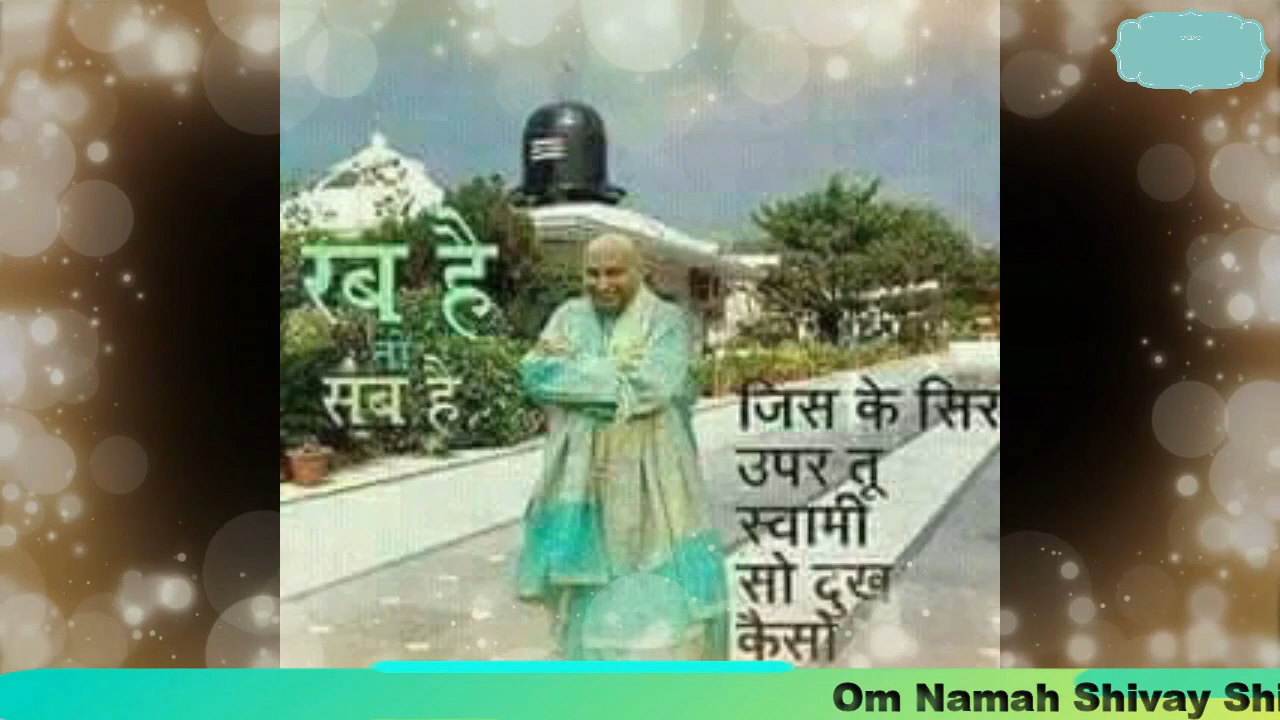 रब है
तो
सब है
जिस के सिर
उपर तू
स्वामी
सो दुख
कैसो
Om Namah Shivay Shi